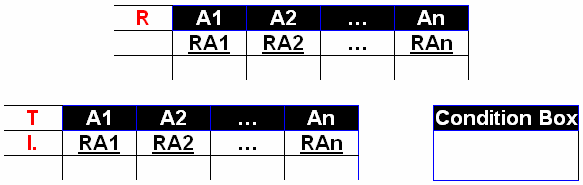 R A1 A2 ... An
RA1 RA2 ... RAn
T A1 A2 ... An Condition Box
I. RA1 RA2 ... RAn